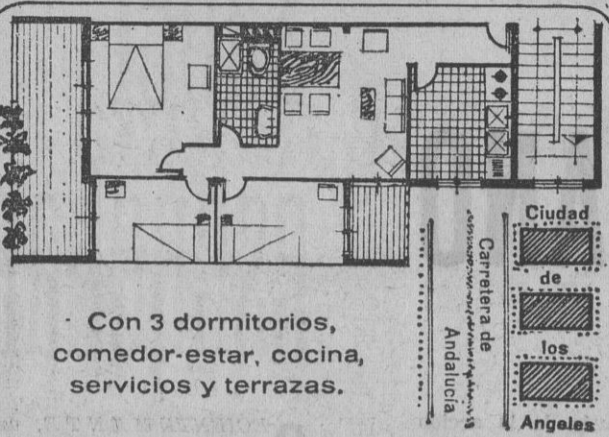 Con 3 dormitorios,
comedor-estar, cocina,
servicios y terrazas.
Carretera de
Andalucía
Ciudad
de
los
Angeles